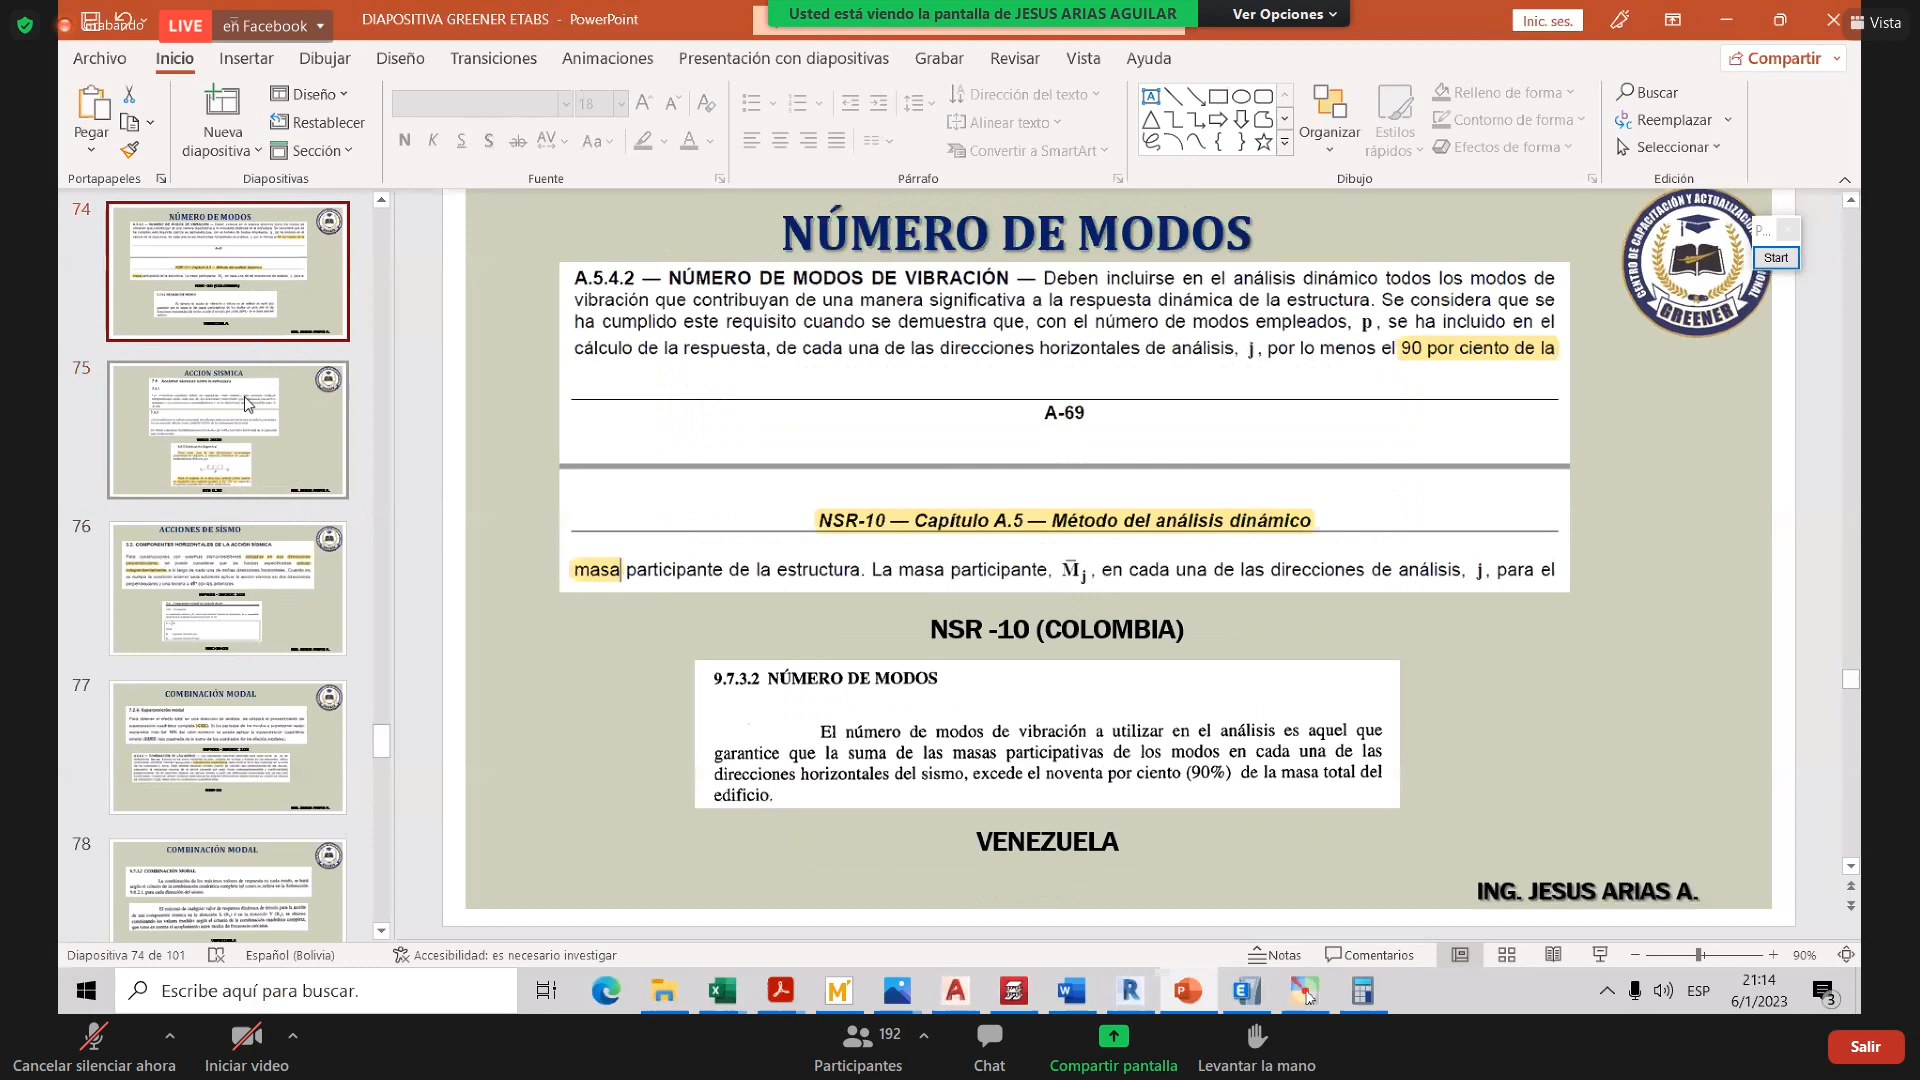 Grabando
LIVE en Facebook
DIAPOSITIVA GREENER ETABS - PowerPoint
Usted está viendo la pantalla de JESUS ARIAS AGUILAR
Ver Opciones
Inic. ses.
Vista
Archivo Inicio Insertar Dibujar Diseño Transiciones Animaciones Presentación con diapositivas Grabar Revisar Vista Ayuda
Compartir
Pegar
Nueva diapositiva
Diseño
Restablecer
Sección
18
N K S S ab AV Aa A
Dirección del texto
Alinear texto
Convertir a SmartArt
Organizar
Estilos rápidos
Relleno de forma
Contorno de forma
Efectos de forma
Buscar
Reemplazar
Seleccionar
Portapapeles Diapositivas Fuente Párrafo Dibujo Edición
74
NÚMERO DE MODOS
75
ACCION SISMICA
76
ACCIONES DE SÍSMO
77
COMBINACIÓN MODAL
78
COMBINACIÓN MODAL
NÚMERO DE MODOS
CENTRO DE CAPACITACIÓN Y ACTUALIZACIÓN
GREENER
P...
Start
A.5.4.2 — NÚMERO DE MODOS DE VIBRACIÓN — Deben incluirse en el análisis dinámico todos los modos de
vibración que contribuyan de una manera significativa a la respuesta dinámica de la estructura. Se considera que se
ha cumplido este requisito cuando se demuestra que, con el número de modos empleados, p, se ha incluido en el
cálculo de la respuesta, de cada una de las direcciones horizontales de análisis, j, por lo menos el 90 por ciento de la
A-69
NSR-10 — Capítulo A.5 — Método del análisis dinámico
masa participante de la estructura. La masa participante, M̄j, en cada una de las direcciones de análisis, j, para el
NSR -10 (COLOMBIA)
9.7.3.2 NÚMERO DE MODOS
El número de modos de vibración a utilizar en el análisis es aquel que
garantice que la suma de las masas participativas de los modos en cada una de las
direcciones horizontales del sismo, excede el noventa por ciento (90%) de la masa total del
edificio.
VENEZUELA
ING. JESUS ARIAS A.
Diapositiva 74 de 101
Español (Bolivia)
Accesibilidad: es necesario investigar
Notas
Comentarios
90%
Escribe aquí para buscar.
ESP
21:14
6/1/2023
3
Cancelar silenciar ahora
Iniciar video
192
Participantes
Chat
Compartir pantalla
Levantar la mano
Salir